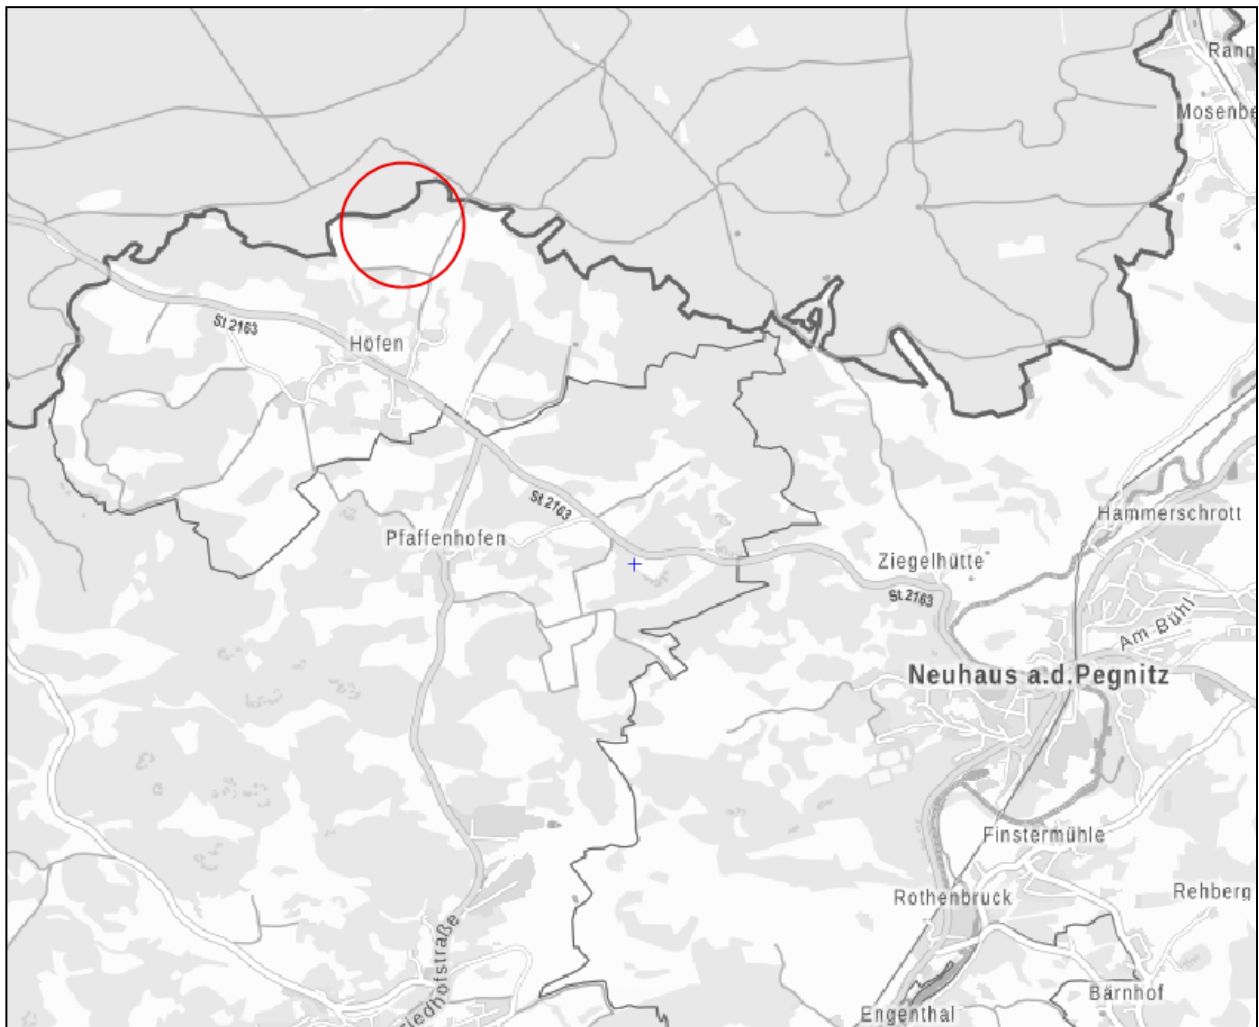 Rang
Mosenbe
St 2163
Höfen
St 2163
Hammerschrott
Pfaffenhofen
Ziegelhütte
St 2163
Am Bühl
Neuhaus a.d.Pegnitz
Finstermühle
Rothenbruck
Rehberg
iedhofstraße
Bärnhof
Engenthal